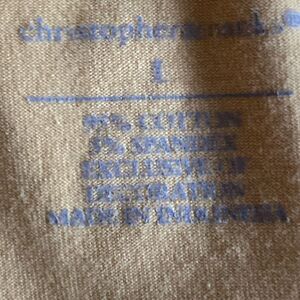 christopher & banks®
L
95% COTTON
5% SPANDEX
EXCLUSIVE OF
DECORATION
MADE IN INDONESIA